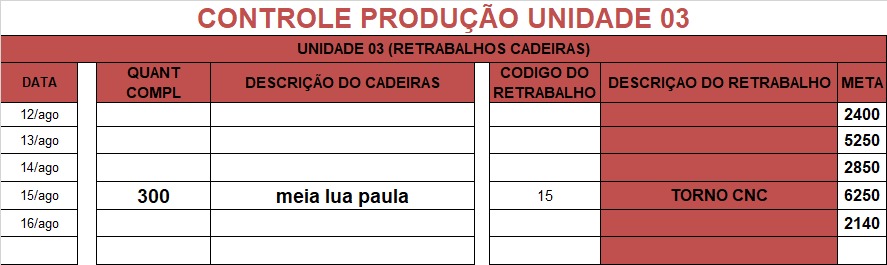 CONTROLE PRODUÇÃO UNIDADE 03
UNIDADE 03 (RETRABALHOS CADEIRAS)
DATA QUANT COMPL DESCRIÇÃO DO CADEIRAS CODIGO DO RETRABALHO DESCRIÇAO DO RETRABALHO META
12/ago 2400
13/ago 5250
14/ago 2850
15/ago 300 meia lua paula 15 TORNO CNC 6250
16/ago 2140